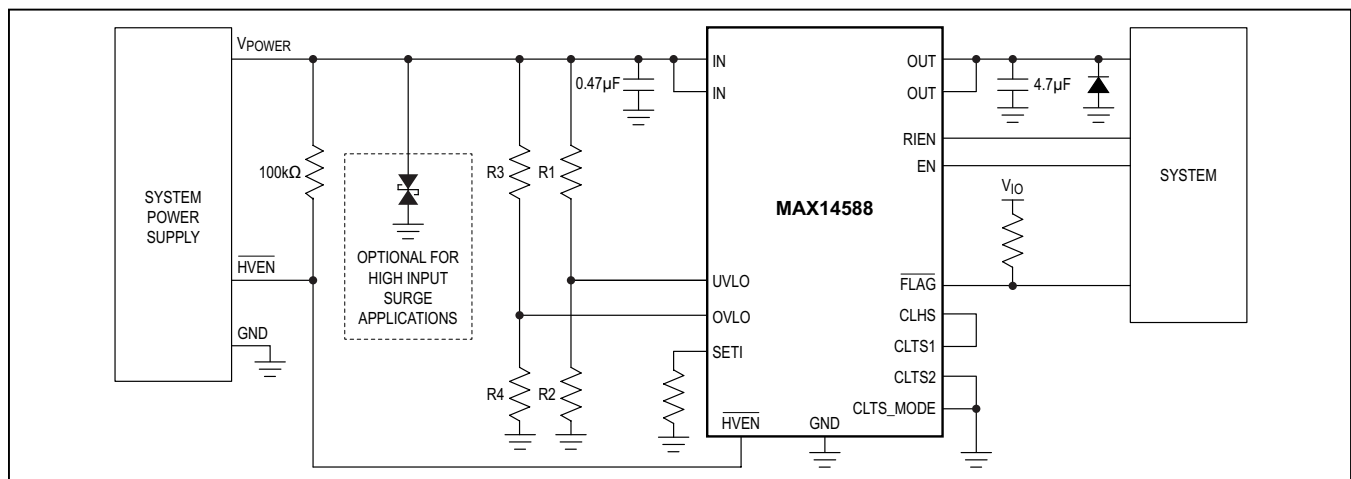 VPOWER
SYSTEM
POWER
SUPPLY
HVEN
GND
100kΩ
OPTIONAL FOR
HIGH INPUT
SURGE
APPLICATIONS
R3
R1
R4
R2
0.47µF
MAX14588
IN
IN
UVLO
OVLO
SETI
HVEN
GND
OUT
OUT
RIEN
EN
FLAG
CLHS
CLTS1
CLTS2
CLTS_MODE
4.7µF
VIO
SYSTEM